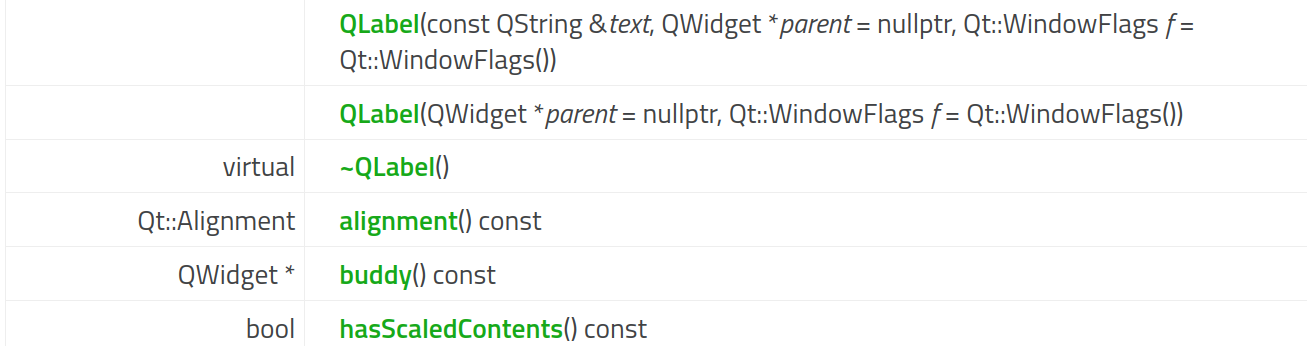 QLabel(const QString &text, QWidget *parent = nullptr, Qt::WindowFlags f =
Qt::WindowFlags())
QLabel(QWidget *parent = nullptr, Qt::WindowFlags f = Qt::WindowFlags())
virtual ~QLabel()
Qt::Alignment alignment() const
QWidget * buddy() const
bool hasScaledContents() const